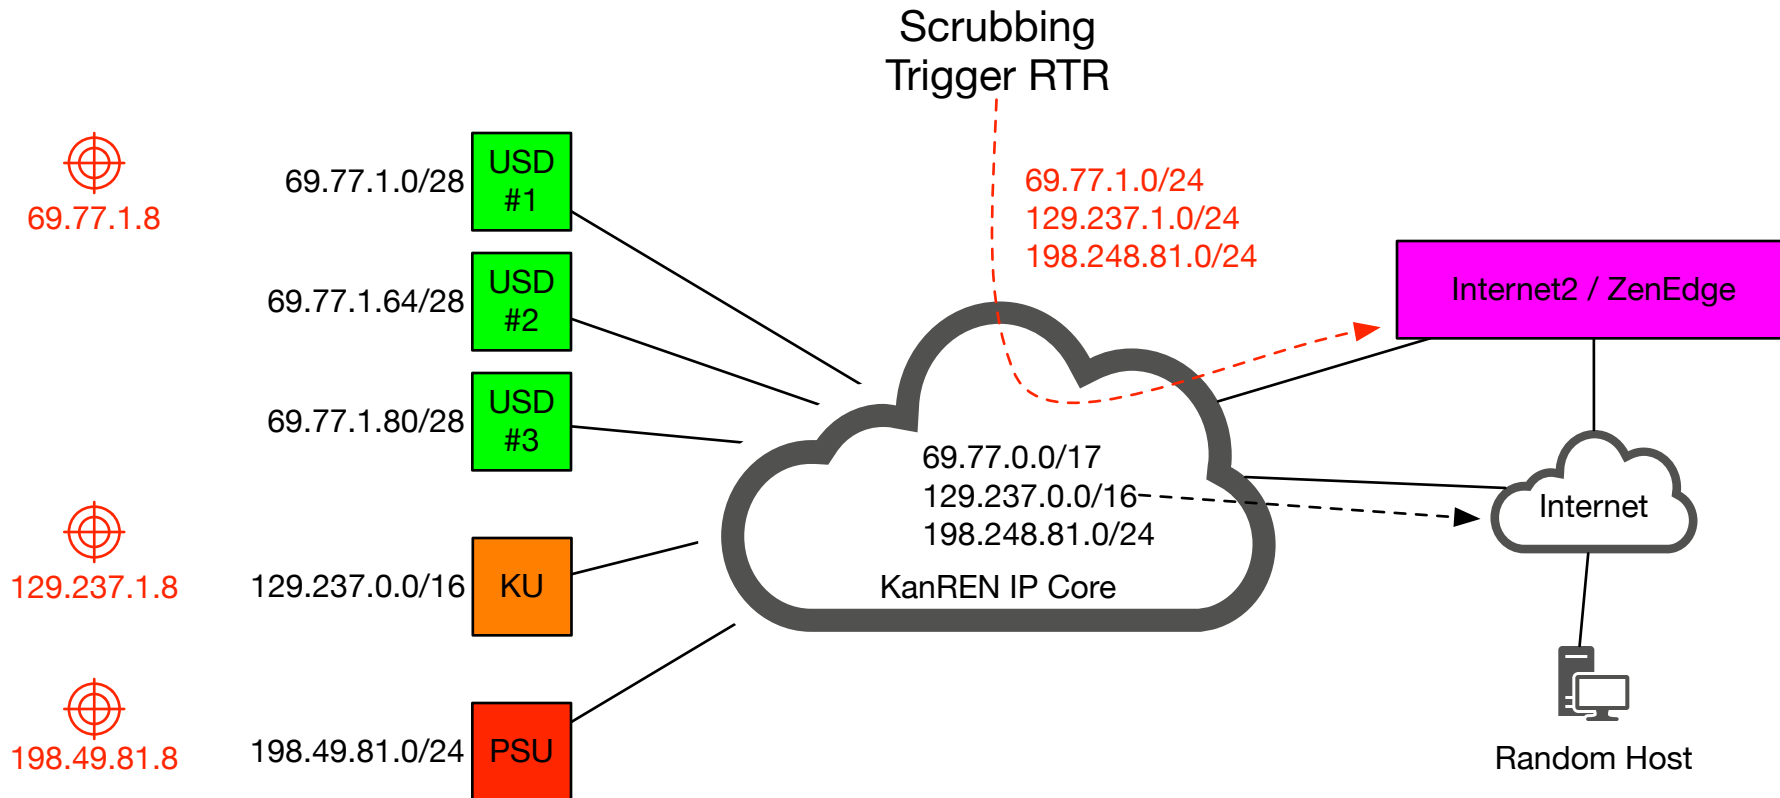 Scrubbing
Trigger RTR
69.77.1.8
69.77.1.0/28
USD
#1
69.77.1.0/24
129.237.1.0/24
198.248.81.0/24
69.77.1.64/28
USD
#2
Internet2 / ZenEdge
69.77.1.80/28
USD
#3
69.77.0.0/17
129.237.0.0/16
198.248.81.0/24
KanREN IP Core
Internet
129.237.1.8
129.237.0.0/16
KU
198.49.81.8
198.49.81.0/24
PSU
Random Host